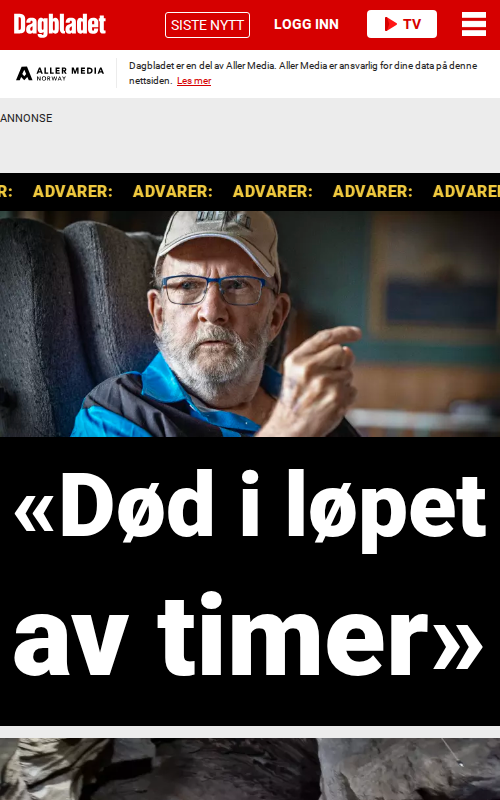 Dagbladet
SISTE NYTT
LOGG INN
TV
ALLER MEDIA
NORWAY
Dagbladet er en del av Aller Media. Aller Media er ansvarlig for dine data på denne
nettsiden. Les mer
ANNONSE
R: ADVARER: ADVARER: ADVARER: ADVARER: ADVARER
«Død i løpet
av timer»